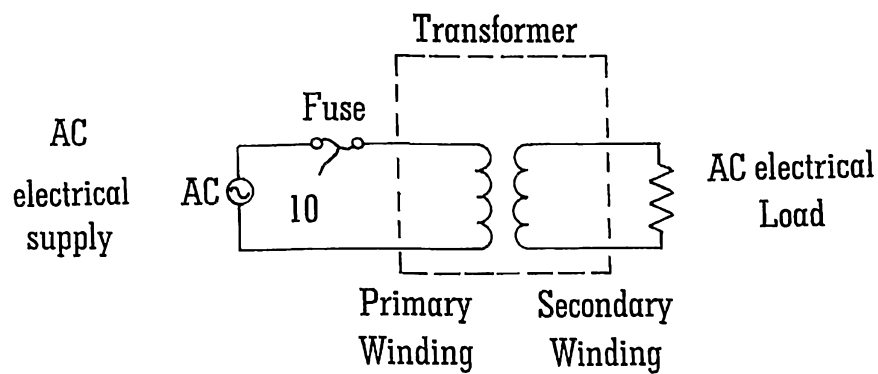 Transformer
Fuse
AC
electrical
supply
AC
10
AC electrical
Load
Primary
Winding
Secondary
Winding